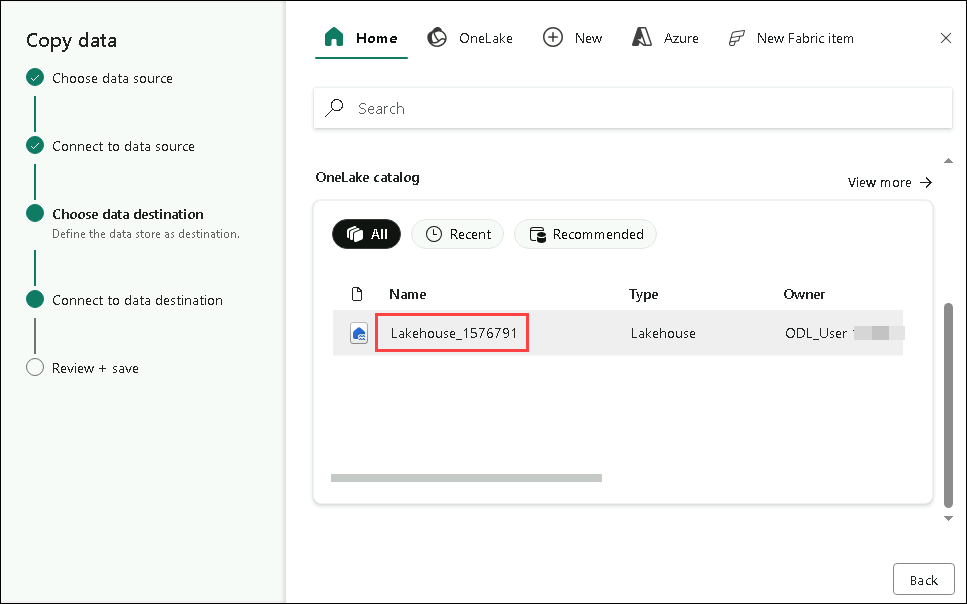 Copy data
Choose data source
Connect to data source
Choose data destination
Define the data store as destination.
Connect to data destination
Review + save
Home OneLake New Azure New Fabric item
Search
OneLake catalog
View more
All Recent Recommended
Name Type Owner
Lakehouse_1576791 Lakehouse ODL_User
Back